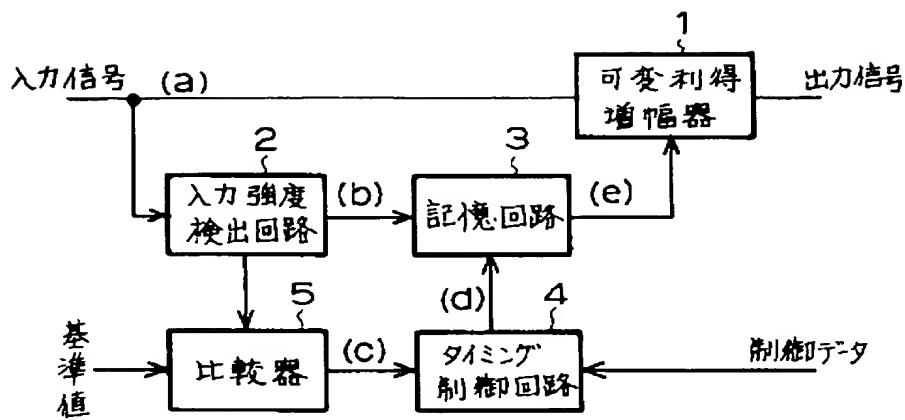 1
入力信号
(a)
可変利得
増幅器
出力信号
2
入力強度
検出回路
(b)
3
記憶回路
(e)
(d)
基準値
5
比較器
(c)
4
タイミング
制御回路
制御データ